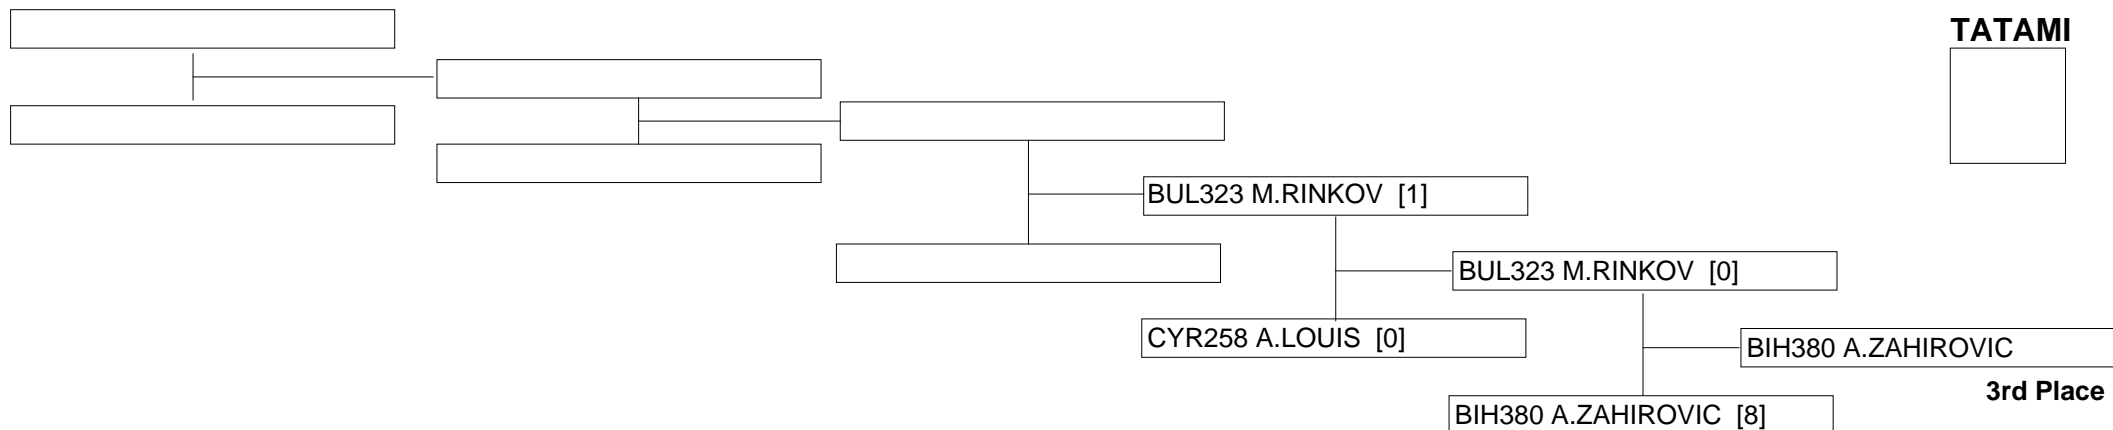 TATAMI
BUL323 M.RINKOV [1]
BUL323 M.RINKOV [0]
CYR258 A.LOUIS [0]
BIH380 A.ZAHIROVIC
3rd Place
BIH380 A.ZAHIROVIC [8]